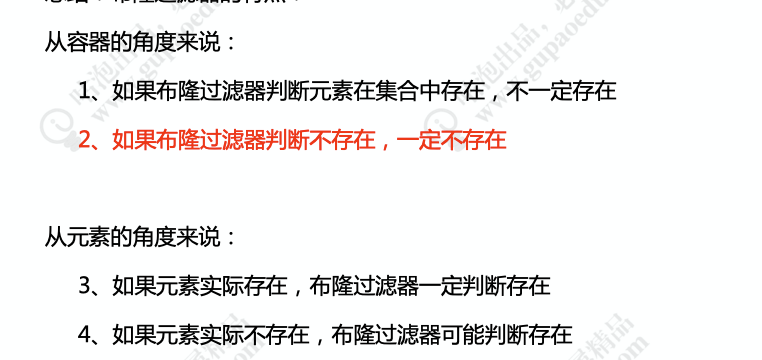 从容器的角度来说：
1、如果布隆过滤器判断元素在集合中存在，不一定存在
2、如果布隆过滤器判断不存在，一定不存在
从元素的角度来说：
3、如果元素实际存在，布隆过滤器一定判断存在
4、如果元素实际不存在，布隆过滤器可能判断存在